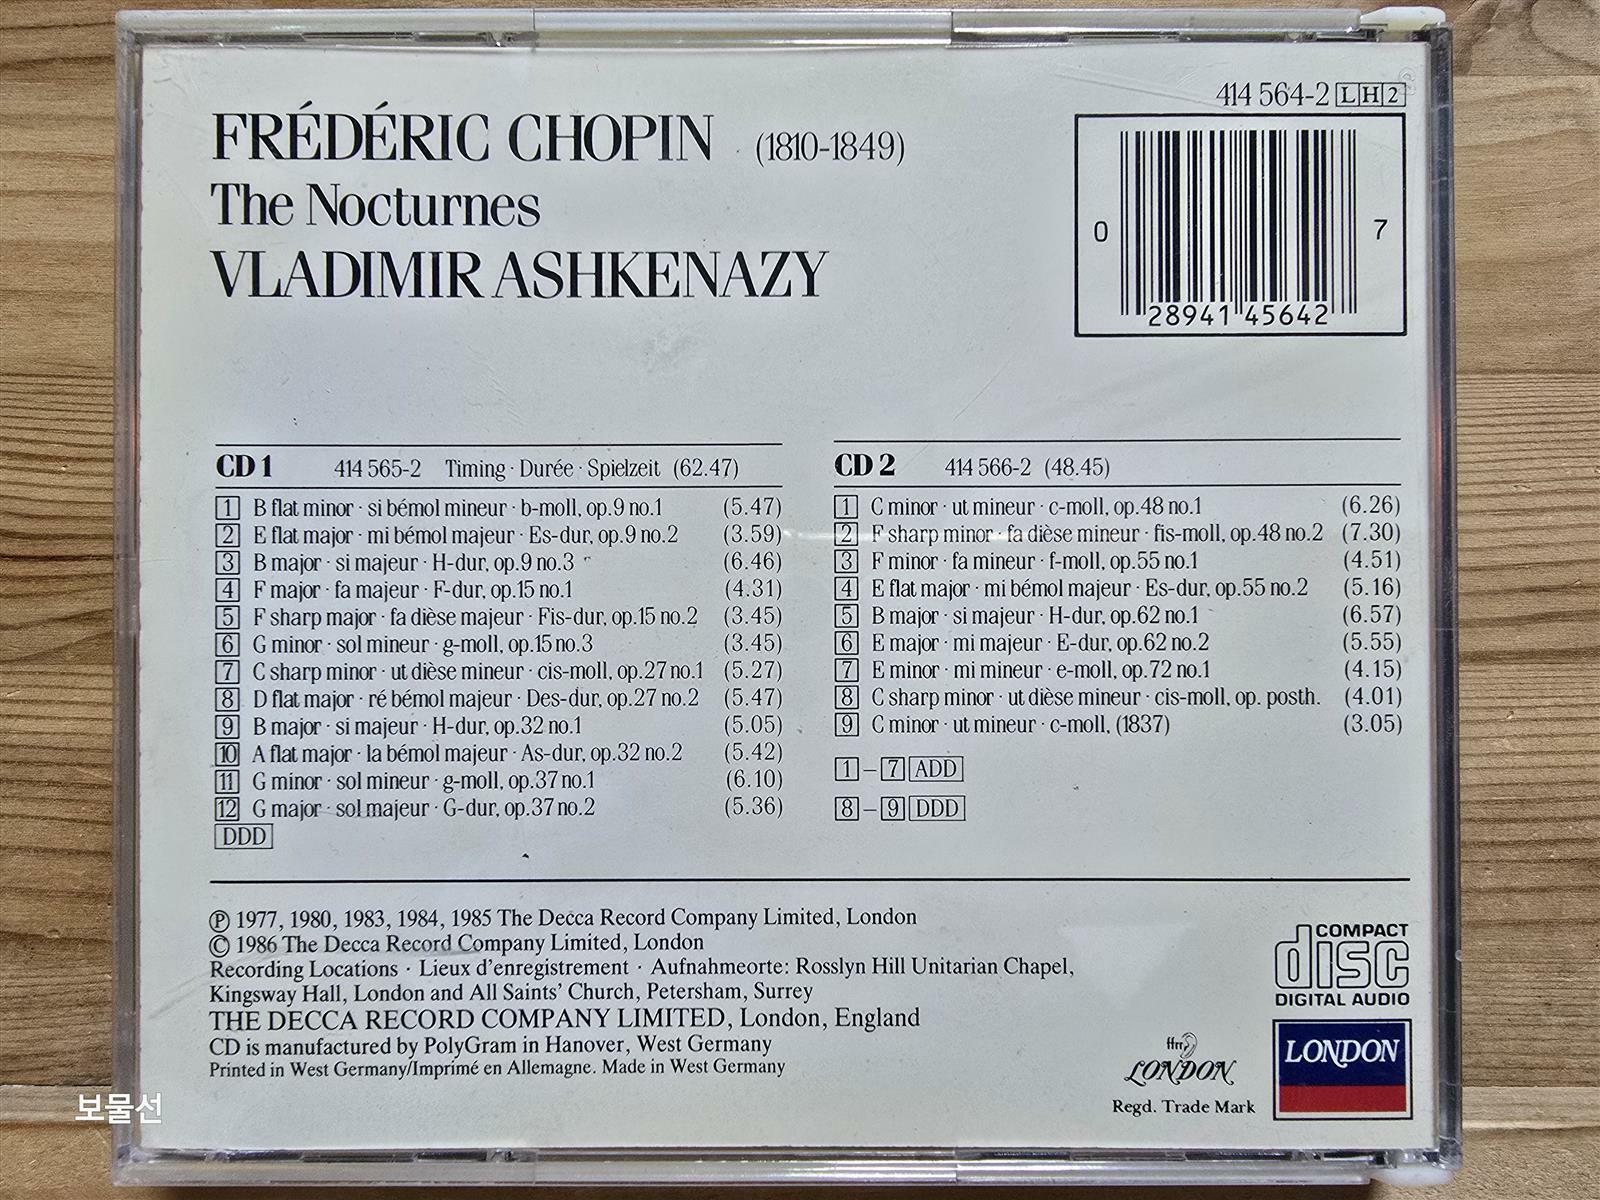 414 564-2 LH2
FRÉDÉRIC CHOPIN (1810-1849)
The Nocturnes
VLADIMIR ASHKENAZY
0 28941 45642 7
CD 1 414 565-2 Timing · Durée · Spielzeit (62.47)
1 B flat minor · si bémol mineur · b-moll, op.9 no.1 (5.47)
2 E flat major · mi bémol majeur · Es-dur, op.9 no.2 (3.59)
3 B major · si majeur · H-dur, op.9 no.3 (6.46)
4 F major · fa majeur · F-dur, op.15 no.1 (4.31)
5 F sharp major · fa dièse majeur · Fis-dur, op.15 no.2 (3.45)
6 G minor · sol mineur · g-moll, op.15 no.3 (3.45)
7 C sharp minor · ut dièse mineur · cis-moll, op.27 no.1 (5.27)
8 D flat major · ré bémol majeur · Des-dur, op.27 no.2 (5.47)
9 B major · si majeur · H-dur, op.32 no.1 (5.05)
10 A flat major · la bémol majeur · As-dur, op.32 no.2 (5.42)
11 G minor · sol mineur · g-moll, op.37 no.1 (6.10)
12 G major · sol majeur · G-dur, op.37 no.2 (5.36)
DDD
CD 2 414 566-2 (48.45)
1 C minor · ut mineur · c-moll, op.48 no.1 (6.26)
2 F sharp minor · fa dièse mineur · fis-moll, op.48 no.2 (7.30)
3 F minor · fa mineur · f-moll, op.55 no.1 (4.51)
4 E flat major · mi bémol majeur · Es-dur, op.55 no.2 (5.16)
5 B major · si majeur · H-dur, op.62 no.1 (6.57)
6 E major · mi majeur · E-dur, op.62 no.2 (5.55)
7 E minor · mi mineur · e-moll, op.72 no.1 (4.15)
8 C sharp minor · ut dièse mineur · cis-moll, op. posth. (4.01)
9 C minor · ut mineur · c-moll, (1837) (3.05)
1–7 ADD
8–9 DDD
℗ 1977, 1980, 1983, 1984, 1985 The Decca Record Company Limited, London
© 1986 The Decca Record Company Limited, London
Recording Locations · Lieux d'enregistrement · Aufnahmeorte: Rosslyn Hill Unitarian Chapel,
Kingsway Hall, London and All Saints' Church, Petersham, Surrey
THE DECCA RECORD COMPANY LIMITED, London, England
CD is manufactured by PolyGram in Hanover, West Germany
Printed in West Germany/Imprimé en Allemagne. Made in West Germany
COMPACT
disc
DIGITAL AUDIO
ffrr
LONDON
Regd. Trade Mark
LONDON
보물선